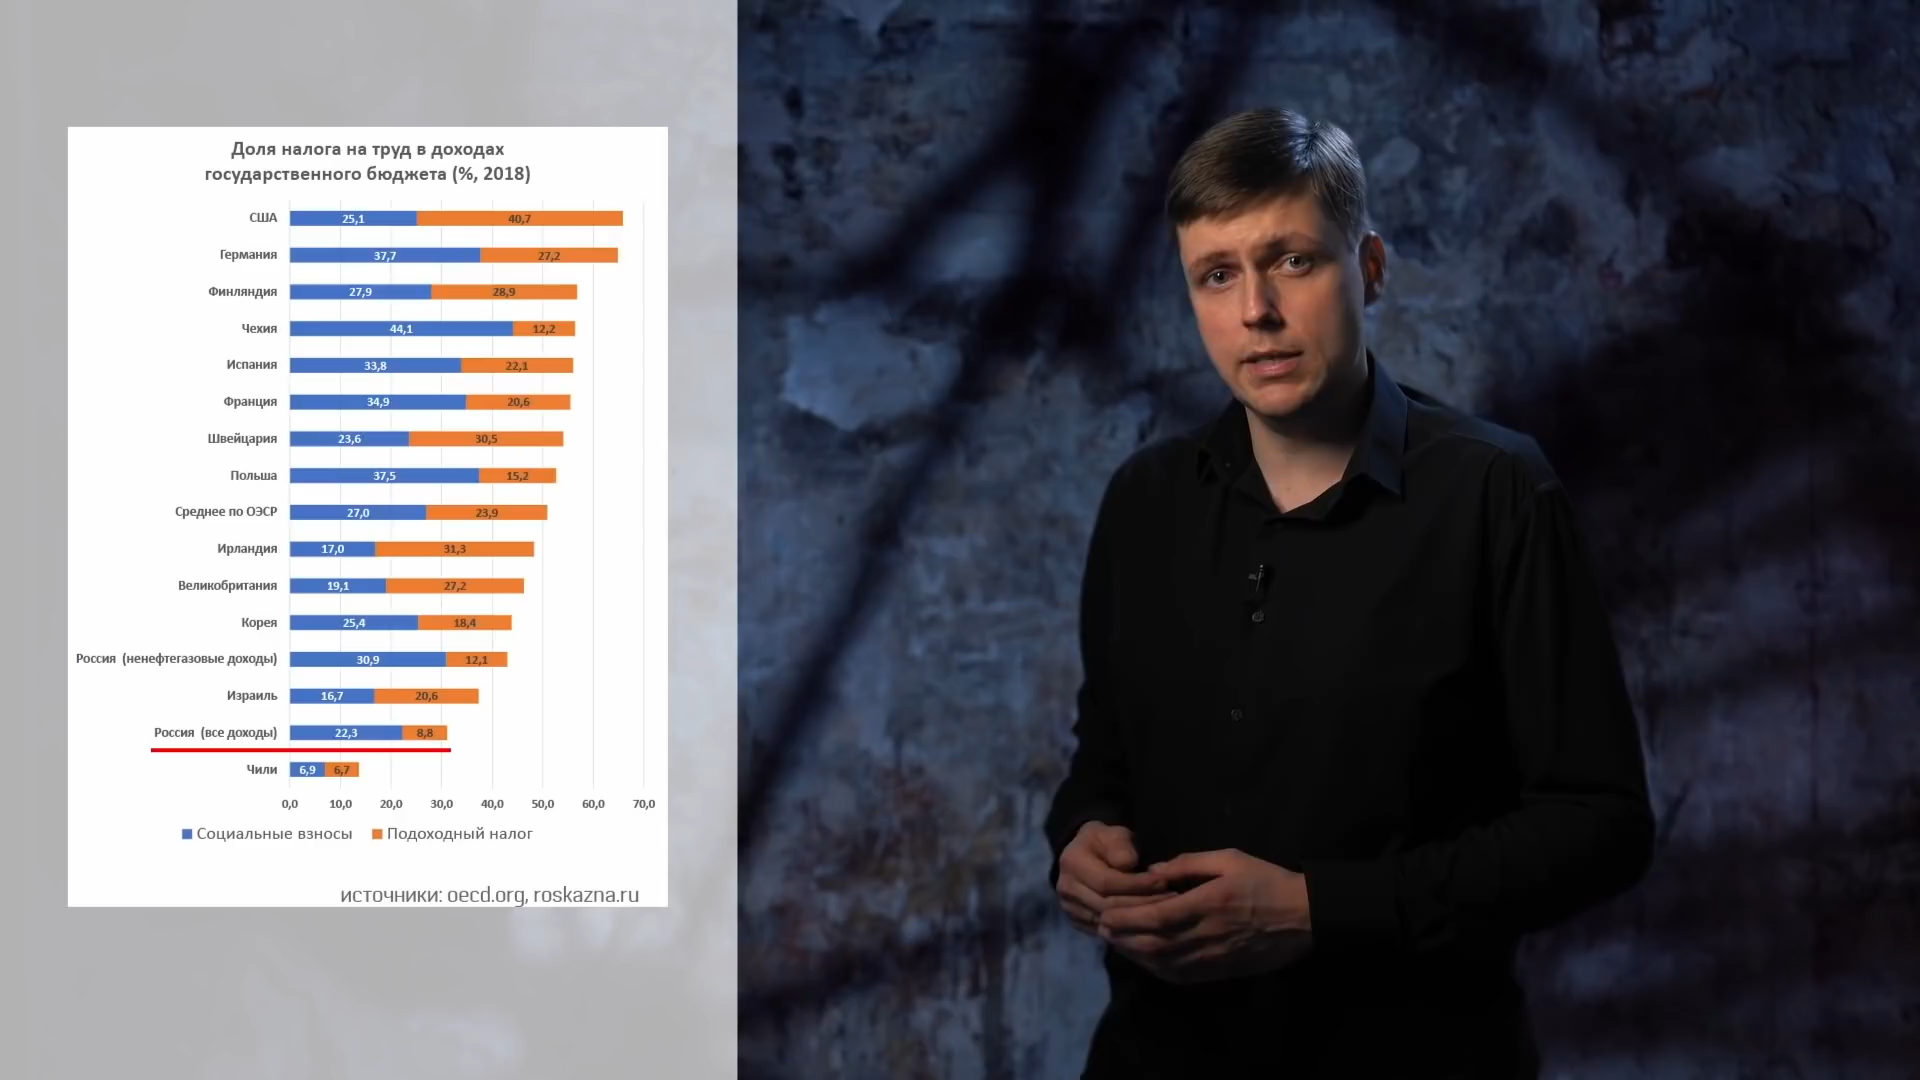 Доля налога на труд в доходах
государственного бюджета (%, 2018)
США 25,1 40,7
Германия 37,7 27,2
Финляндия 27,9 28,9
Чехия 44,1 12,2
Испания 33,8 22,1
Франция 34,9 20,6
Швейцария 23,6 30,5
Польша 37,5 15,2
Среднее по ОЭСР 27,0 23,9
Ирландия 17,0 31,3
Великобритания 19,1 27,2
Корея 25,4 18,4
Россия (ненефтегазовые доходы) 30,9 12,1
Израиль 16,7 20,6
Россия (все доходы) 22,3 8,8
Чили 6,9 6,7
0,0 10,0 20,0 30,0 40,0 50,0 60,0 70,0
Социальные взносы Подоходный налог
источники: oecd.org, roskazna.ru